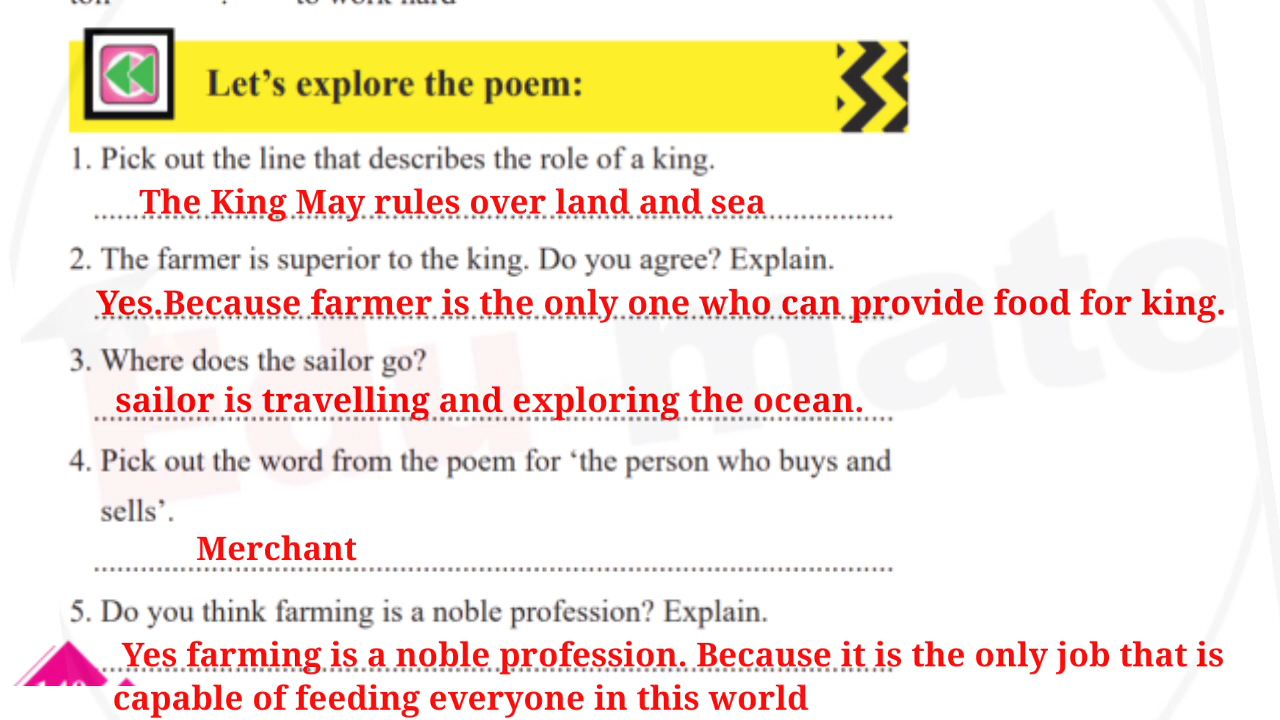 to work hard
Let's explore the poem:
1. Pick out the line that describes the role of a king.
The King May rules over land and sea
2. The farmer is superior to the king. Do you agree? Explain.
Yes.Because farmer is the only one who can provide food for king.
3. Where does the sailor go?
sailor is travelling and exploring the ocean.
4. Pick out the word from the poem for ‘the person who buys and
sells’.
Merchant
5. Do you think farming is a noble profession? Explain.
Yes farming is a noble profession. Because it is the only job that is
capable of feeding everyone in this world
Edu mate